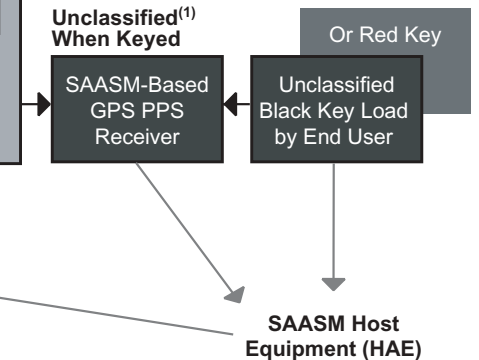 Unclassified(1)
When Keyed
Or Red Key
SAASM-Based
GPS PPS
Receiver
Unclassified
Black Key Load
by End User
SAASM Host
Equipment (HAE)